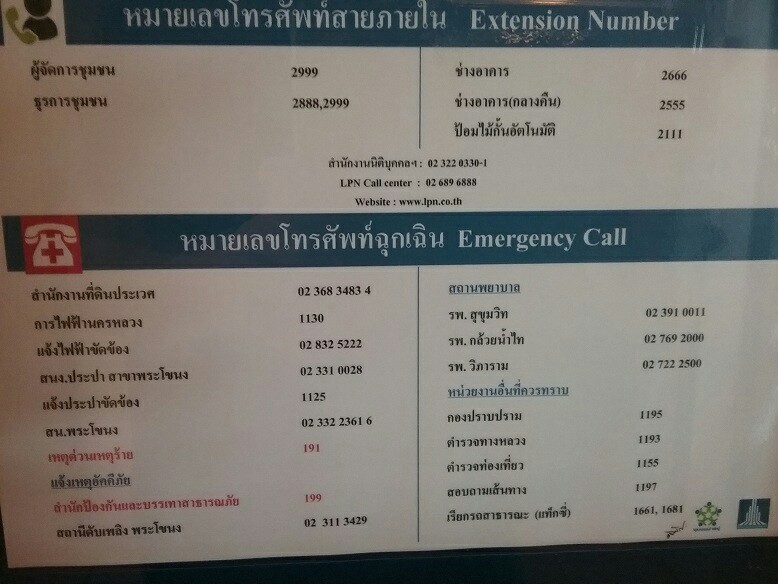 หมายเลขโทรศัพท์สายภายใน Extension Number
ผู้จัดการชุมชน 2999
ธุรการชุมชน 2888,2999
ช่างอาคาร 2666
ช่างอาคาร(กลางคืน) 2555
ป้อมไม้กั้นอัตโนมัติ 2111
สำนักงานนิติบุคคลฯ : 02 322 0330-1
LPN Call center : 02 689 6888
Website : www.lpn.co.th
หมายเลขโทรศัพท์ฉุกเฉิน Emergency Call
สำนักงานที่ดินประเวศ 02 368 3483 4
การไฟฟ้านครหลวง 1130
แจ้งไฟฟ้าขัดข้อง 02 832 5222
สนง.ประปา สาขาพระโขนง 02 331 0028
แจ้งประปาขัดข้อง 1125
สน.พระโขนง 02 332 2361 6
เหตุด่วนเหตุร้าย 191
แจ้งเหตุอัคคีภัย
สำนักป้องกันและบรรเทาสาธารณภัย 199
สถานีดับเพลิง พระโขนง 02 311 3429
สถานพยาบาล
รพ. สุขุมวิท 02 391 0011
รพ. กล้วยน้ำไท 02 769 2000
รพ. วิภาราม 02 722 2500
หน่วยงานอื่นที่ควรทราบ
กองปราบปราม 1195
ตำรวจทางหลวง 1193
ตำรวจท่องเที่ยว 1155
สอบถามเส้นทาง 1197
เรียกรถสาธารณะ (แท็กซี่) 1661, 1681